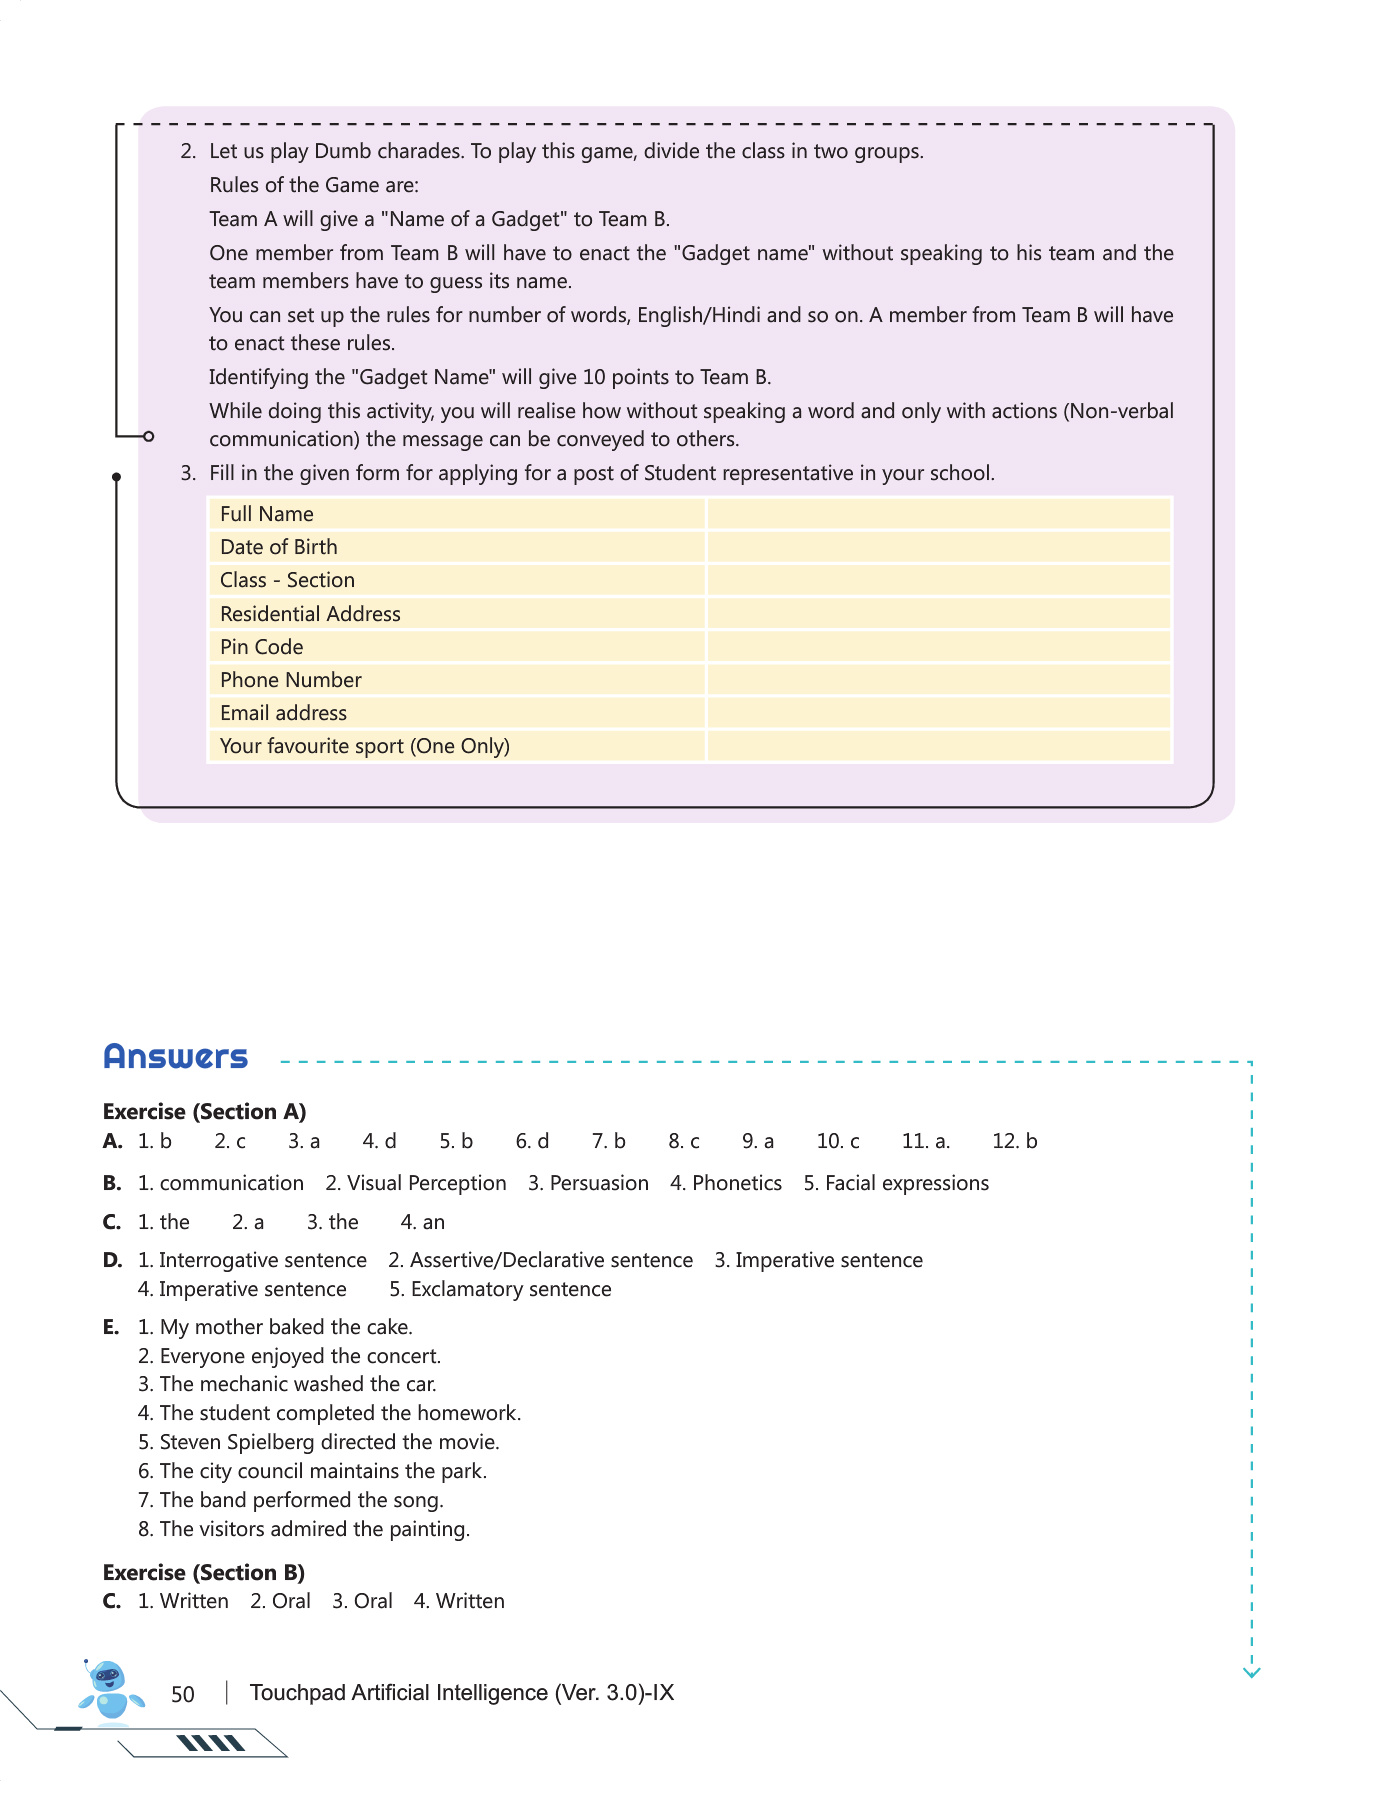 2. Let us play Dumb charades. To play this game, divide the class in two groups.
Rules of the Game are:
Team A will give a "Name of a Gadget" to Team B.
One member from Team B will have to enact the "Gadget name" without speaking to his team and the
team members have to guess its name.
You can set up the rules for number of words, English/Hindi and so on. A member from Team B will have
to enact these rules.
Identifying the "Gadget Name" will give 10 points to Team B.
While doing this activity, you will realise how without speaking a word and only with actions (Non-verbal
communication) the message can be conveyed to others.
3. Fill in the given form for applying for a post of Student representative in your school.
Full Name
Date of Birth
Class - Section
Residential Address
Pin Code
Phone Number
Email address
Your favourite sport (One Only)
Answers
Exercise (Section A)
A. 1. b 2. c 3. a 4. d 5. b 6. d 7. b 8. c 9. a 10. c 11. a. 12. b
B. 1. communication 2. Visual Perception 3. Persuasion 4. Phonetics 5. Facial expressions
C. 1. the 2. a 3. the 4. an
D. 1. Interrogative sentence 2. Assertive/Declarative sentence 3. Imperative sentence
4. Imperative sentence 5. Exclamatory sentence
E. 1. My mother baked the cake.
2. Everyone enjoyed the concert.
3. The mechanic washed the car.
4. The student completed the homework.
5. Steven Spielberg directed the movie.
6. The city council maintains the park.
7. The band performed the song.
8. The visitors admired the painting.
Exercise (Section B)
C. 1. Written 2. Oral 3. Oral 4. Written
50 Touchpad Artificial Intelligence (Ver. 3.0)-IX